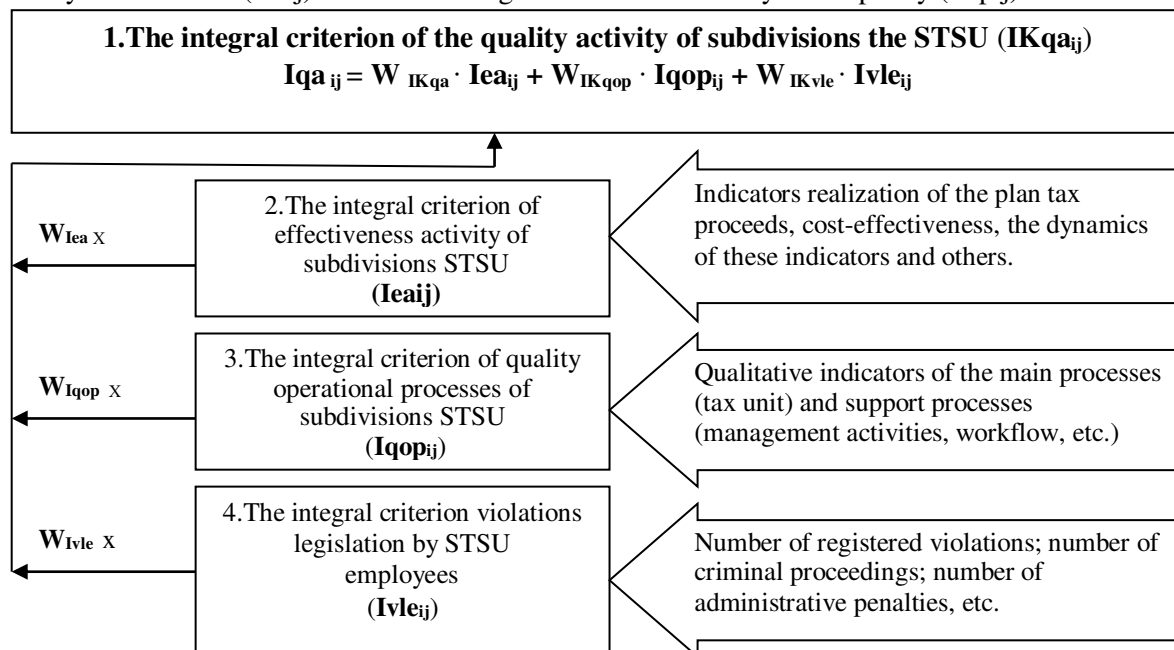 1.The integral criterion of the quality activity of subdivisions the STSU (IKqaij)
Iqa ij = W IKqa · Ieaij + WIKqop · Iqopij + W IKvle · Ivleij
WIea X
2.The integral criterion of
effectiveness activity of
subdivisions STSU
(Ieaij)
Indicators realization of the plan tax
proceeds, cost-effectiveness, the dynamics
of these indicators and others.
WIqop X
3.The integral criterion of quality
operational processes of
subdivisions STSU
(Iqopij)
Qualitative indicators of the main processes
(tax unit) and support processes
(management activities, workflow, etc.)
WIvle X
4.The integral criterion violations
legislation by STSU
employees
(Ivleij)
Number of registered violations; number of
criminal proceedings; number of
administrative penalties, etc.